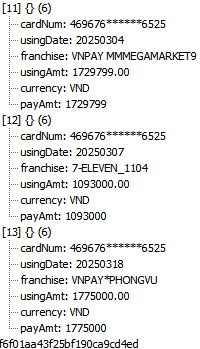 [11] {} (6)
cardNum: 469676******6525
usingDate: 20250304
franchise: VNPAY MMMEGAMARKET9
usingAmt: 1729799.00
currency: VND
payAmt: 1729799
[12] {} (6)
cardNum: 469676******6525
usingDate: 20250307
franchise: 7-ELEVEN_1104
usingAmt: 1093000.00
currency: VND
payAmt: 1093000
[13] {} (6)
cardNum: 469676******6525
usingDate: 20250318
franchise: VNPAY*PHONGVU
usingAmt: 1775000.00
currency: VND
payAmt: 1775000
f6f01aa43f25bf190ca9cd4ed